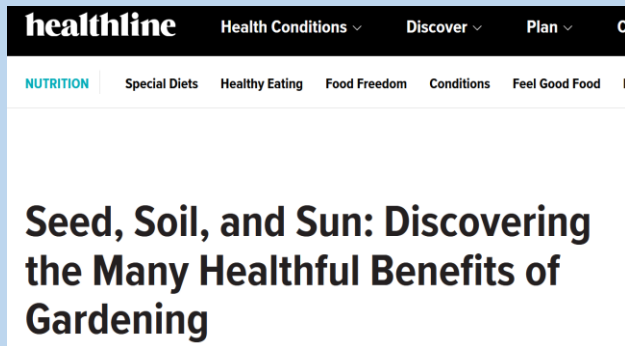 healthline Health Conditions Discover Plan
NUTRITION Special Diets Healthy Eating Food Freedom Conditions Feel Good Food
Seed, Soil, and Sun: Discovering
the Many Healthful Benefits of
Gardening